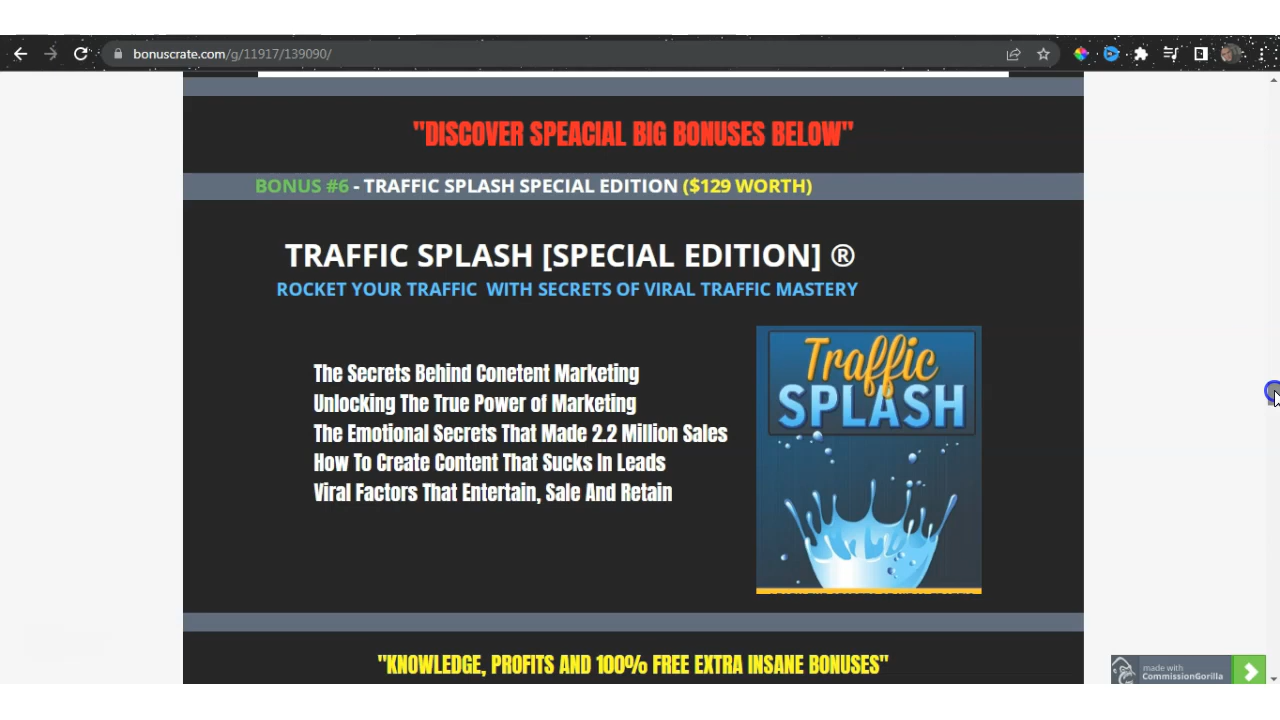 bonuscrate.com/g/11917/139090/
"DISCOVER SPEACIAL BIG BONUSES BELOW"
BONUS #6 - TRAFFIC SPLASH SPECIAL EDITION ($129 WORTH)
TRAFFIC SPLASH [SPECIAL EDITION] ®
ROCKET YOUR TRAFFIC WITH SECRETS OF VIRAL TRAFFIC MASTERY
The Secrets Behind Conetent Marketing
Unlocking The True Power of Marketing
The Emotional Secrets That Made 2.2 Million Sales
How To Create Content That Sucks In Leads
Viral Factors That Entertain, Sale And Retain
Traffic
SPLASH
"KNOWLEDGE, PROFITS AND 100% FREE EXTRA INSANE BONUSES"
made with
CommissionGorilla